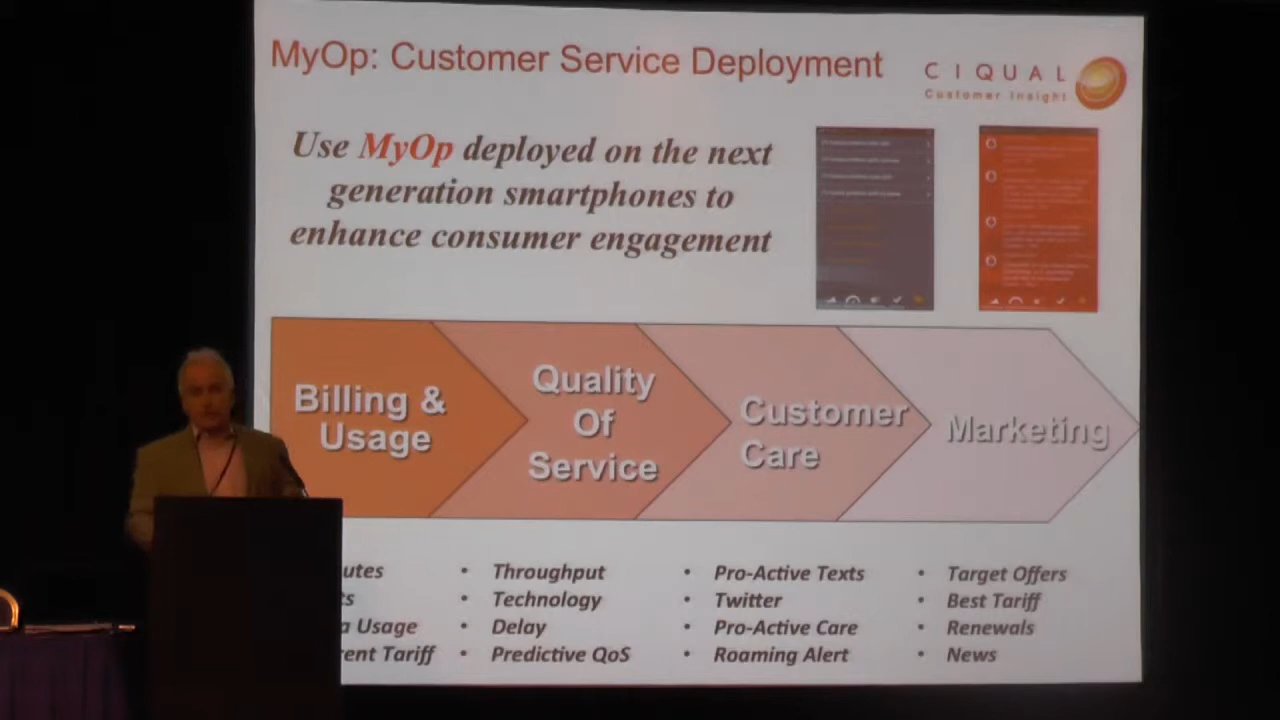 MyOp: Customer Service Deployment
CIQUAL
Customer Insight
Use MyOp deployed on the next
generation smartphones to
enhance consumer engagement
Billing &
Usage
Quality
Of
Service
Customer
Care
Marketing
utes
ts
a Usage
rent Tariff
• Throughput
• Technology
• Delay
• Predictive QoS
• Pro-Active Texts
• Twitter
• Pro-Active Care
• Roaming Alert
• Target Offers
• Best Tariff
• Renewals
• News